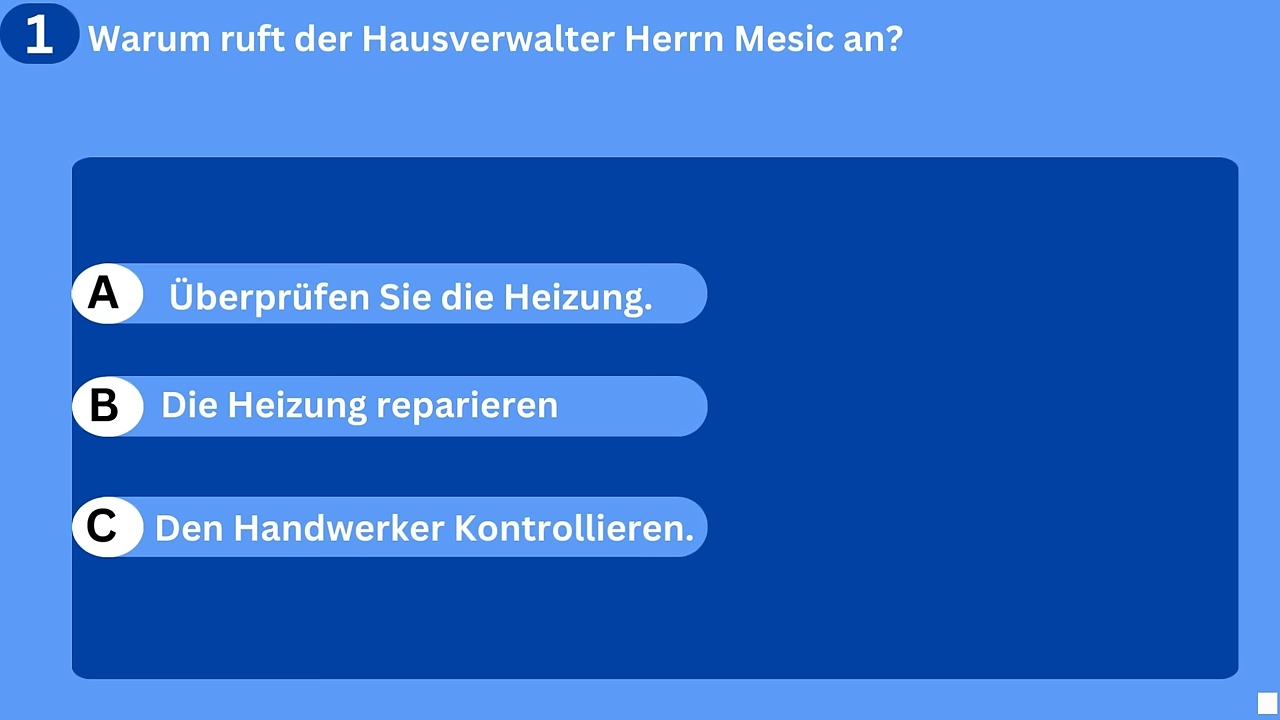 1 Warum ruft der Hausverwalter Herrn Mesic an?
A Überprüfen Sie die Heizung.
B Die Heizung reparieren
C Den Handwerker Kontrollieren.